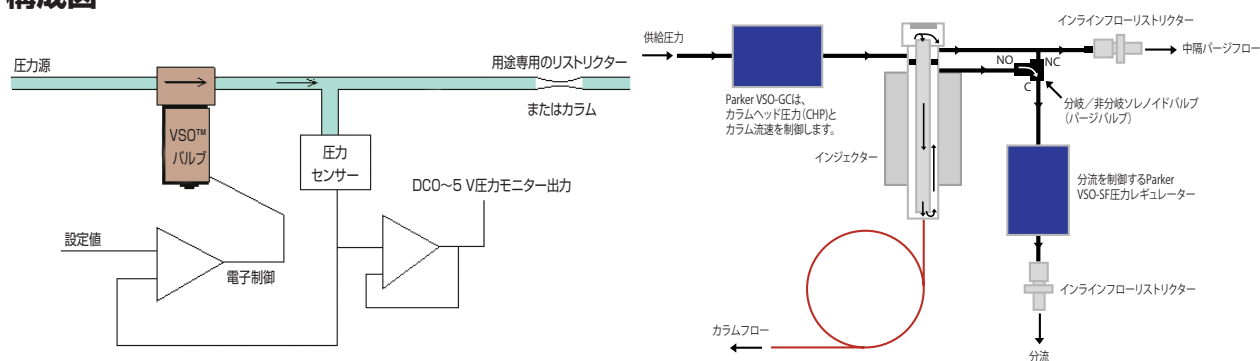 構成図
圧力源
用途専用のリストリクター
またはカラム
VSO™
バルブ
圧力
センサー
DC0～5 V圧力モニター出力
設定値
電子制御
供給圧力
Parker VSO-GCは、
カラムヘッド圧力(CHP)と
カラム流速を制御します。
インジェクター
インラインフローリストリクター
中隔パージフロー
NO
NC
C
分岐／非分岐ソレノイドバルブ
(パージバルブ)
分流を制御するParker
VSO-SF圧力レギュレーター
インラインフローリストリクター
カラムフロー
分流